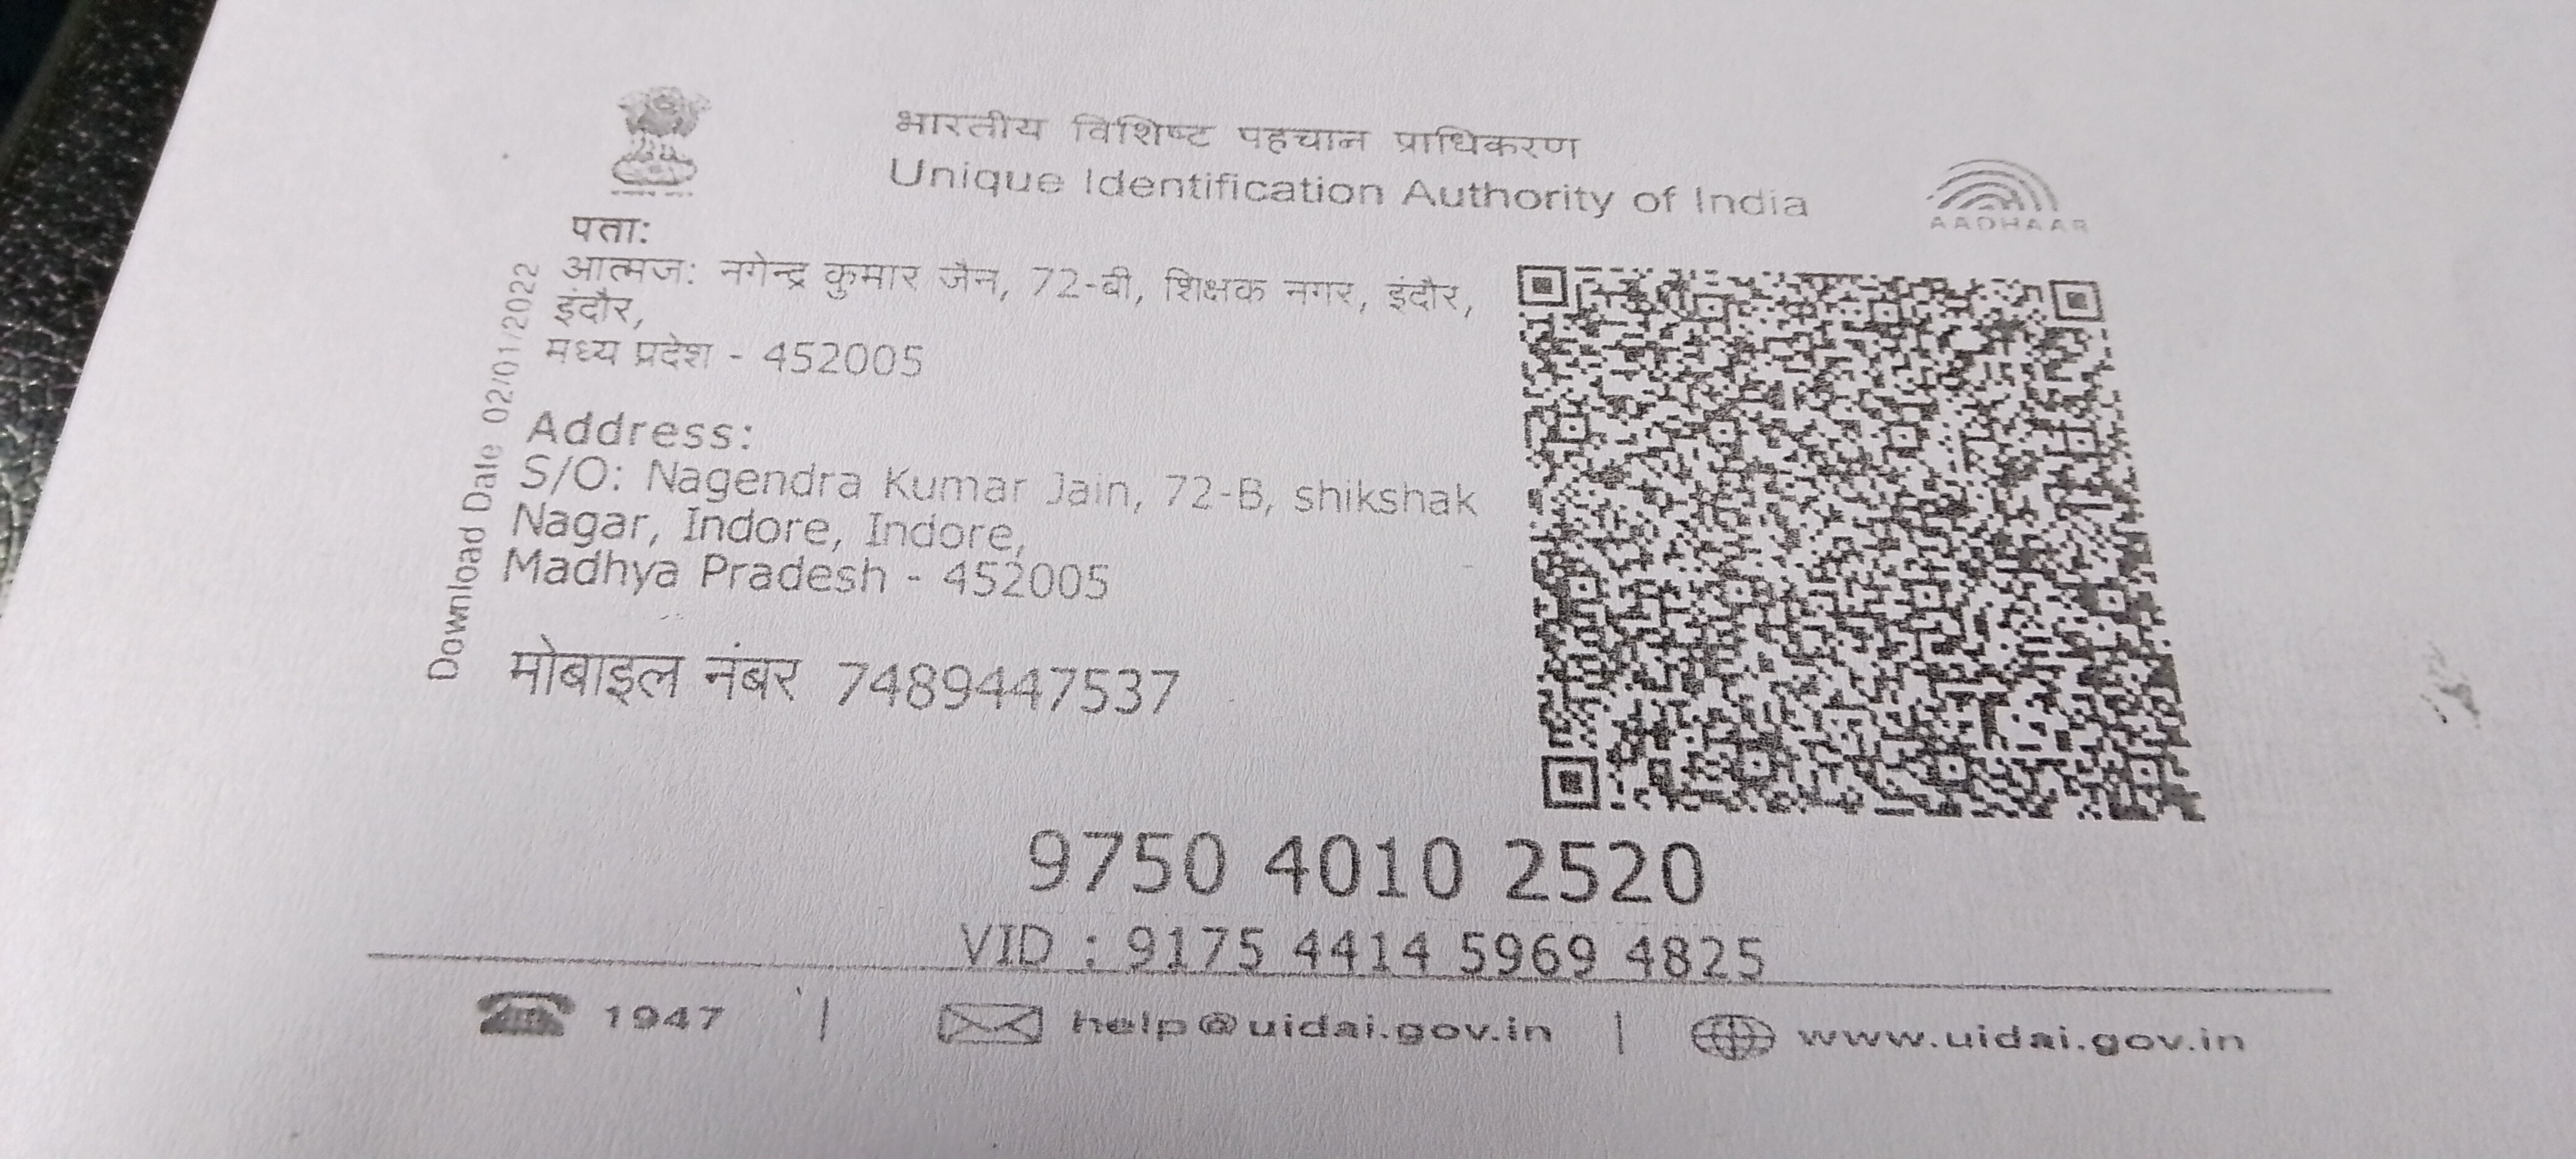 भारतीय विशिष्ट पहचान प्राधिकरण
Unique Identification Authority of India
AADHAAR
पता:
आत्मज: नगेन्द्र कुमार जैन, 72-बी, शिक्षक नगर, इंदौर,
इंदौर,
मध्य प्रदेश - 452005
Address:
S/O: Nagendra Kumar Jain, 72-B, shikshak
Nagar, Indore, Indore,
Madhya Pradesh - 452005
मोबाइल नंबर 7489447537
Download Date 02/01/2022
9750 4010 2520
VID : 9175 4414 5969 4825
1947 | help@uidai.gov.in | www.uidai.gov.in